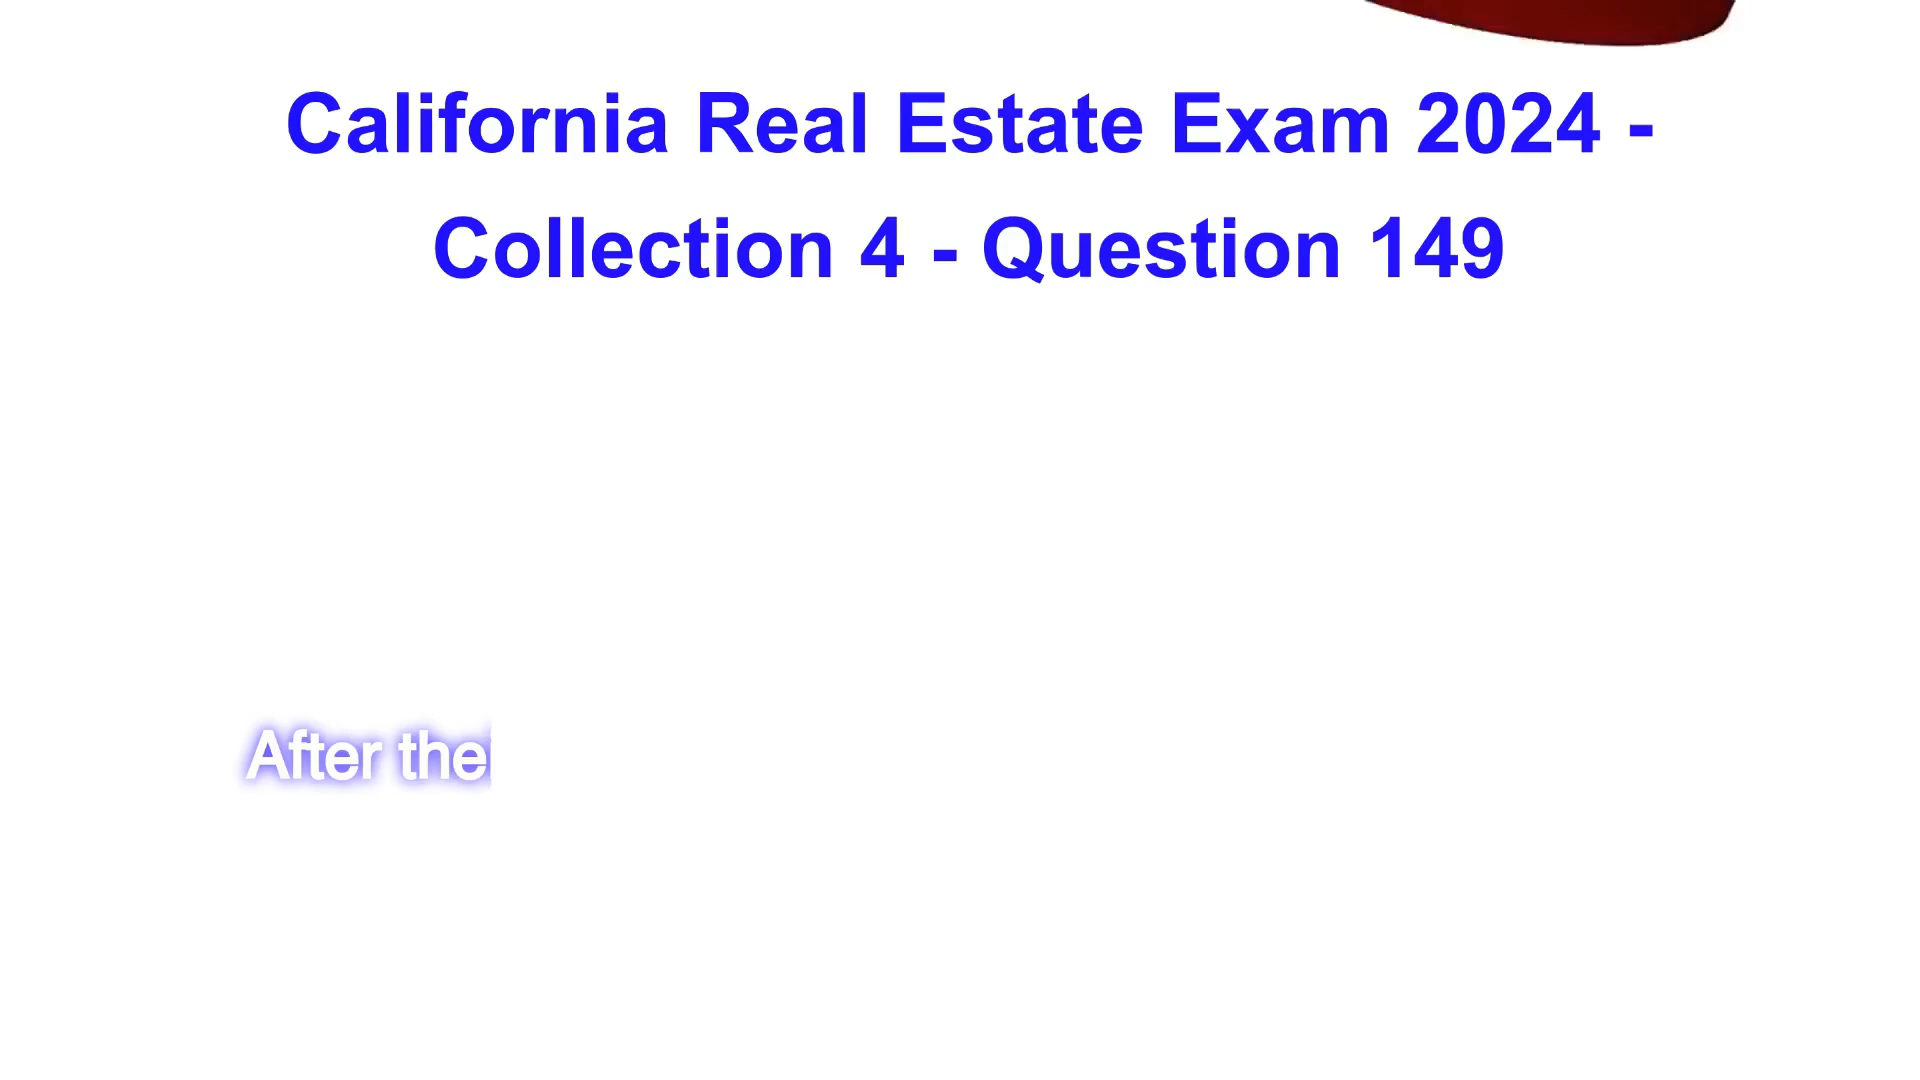 California Real Estate Exam 2024 -
Collection 4 - Question 149
After the